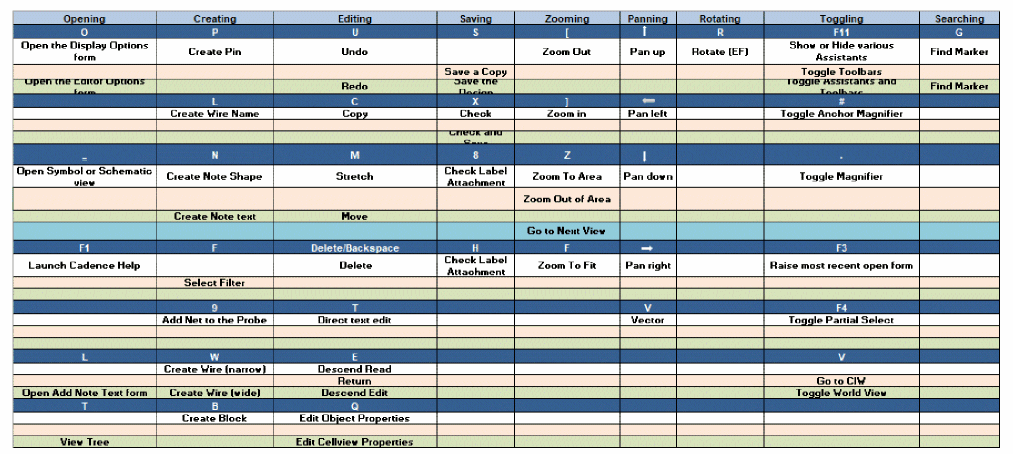 Opening Creating Editing Saving Zooming Panning Rotating Toggling Searching
O P U S [ R F11 G
Open the Display Options form Create Pin Undo Zoom Out Pan up Rotate (EF) Show or Hide various Assistants Find Marker
Save a Copy Toggle Toolbars
Open the Editor Options form Redo Save the Design Toggle Assistants and Toolbars Find Marker
L C X ] ← #
Create Wire Name Copy Check Zoom in Pan left Toggle Anchor Magnifier
Check and Save
= N M 8 Z .
Open Symbol or Schematic view Create Note Shape Stretch Check Label Attachment Zoom To Area Pan down Toggle Magnifier
Zoom Out of Area
Create Note text Move
Go to Next View
F1 F Delete/Backspace H F → F3
Launch Cadence Help Delete Check Label Attachment Zoom To Fit Pan right Raise most recent open form
Select Filter
9 T V F4
Add Net to the Probe Direct text edit Vector Toggle Partial Select
L W E V
Create Wire (narrow) Descend Read
Return Go to CIW
Open Add Note Text form Create Wire (wide) Descend Edit Toggle World View
T B Q
Create Block Edit Object Properties
View Tree Edit Cellview Properties